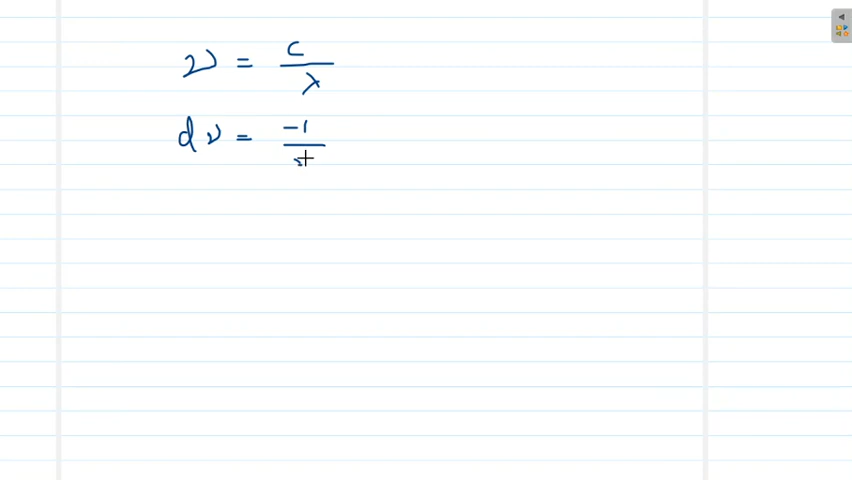 ν = c/λ
dν = -1/